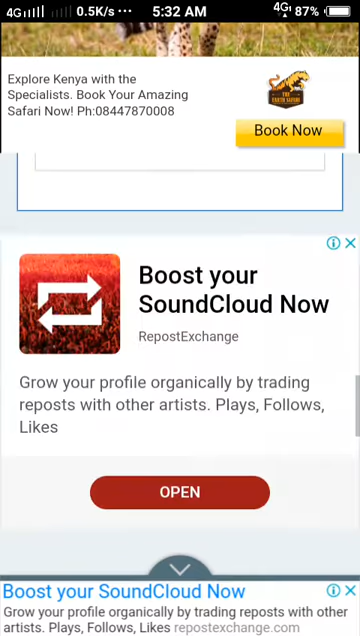 4G 0.5K/s ··· 5:32 AM 4G 87%
Explore Kenya with the
Specialists. Book Your Amazing
Safari Now! Ph:08447870008
THE
EARTH SAFARI
Book Now
Boost your
SoundCloud Now
RepostExchange
Grow your profile organically by trading
reposts with other artists. Plays, Follows,
Likes
OPEN
Boost your SoundCloud Now
Grow your profile organically by trading reposts with other
artists. Plays, Follows, Likes repostexchange.com